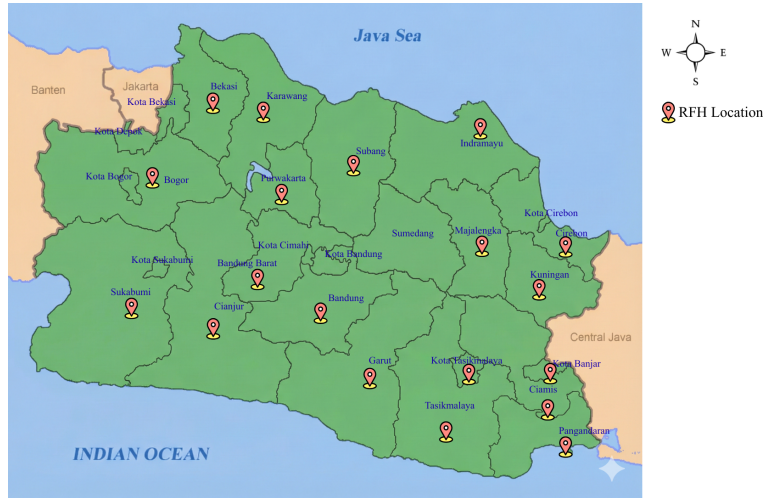 Java Sea
N
W
E
S
RFH Location
Banten
Jakarta
Kota Bekasi
Bekasi
Karawang
Kota Depok
Indramayu
Subang
Kota Bogor
Bogor
Purwakarta
Kota Cirebon
Sumedang
Majalengka
Cirebon
Kota Sukabumi
Kota Cimahi
Kota Bandung
Bandung Barat
Kuningan
Sukabumi
Cianjur
Bandung
Central Java
Garut
Kota Tasikmalaya
Kota Banjar
Ciamis
Tasikmalaya
Pangandaran
INDIAN OCEAN